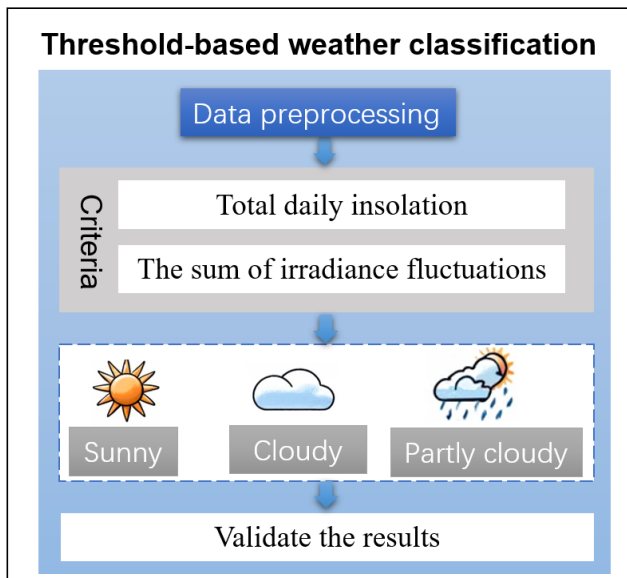 Threshold-based weather classification
Data preprocessing
Criteria
Total daily insolation
The sum of irradiance fluctuations
Sunny
Cloudy
Partly cloudy
Validate the results